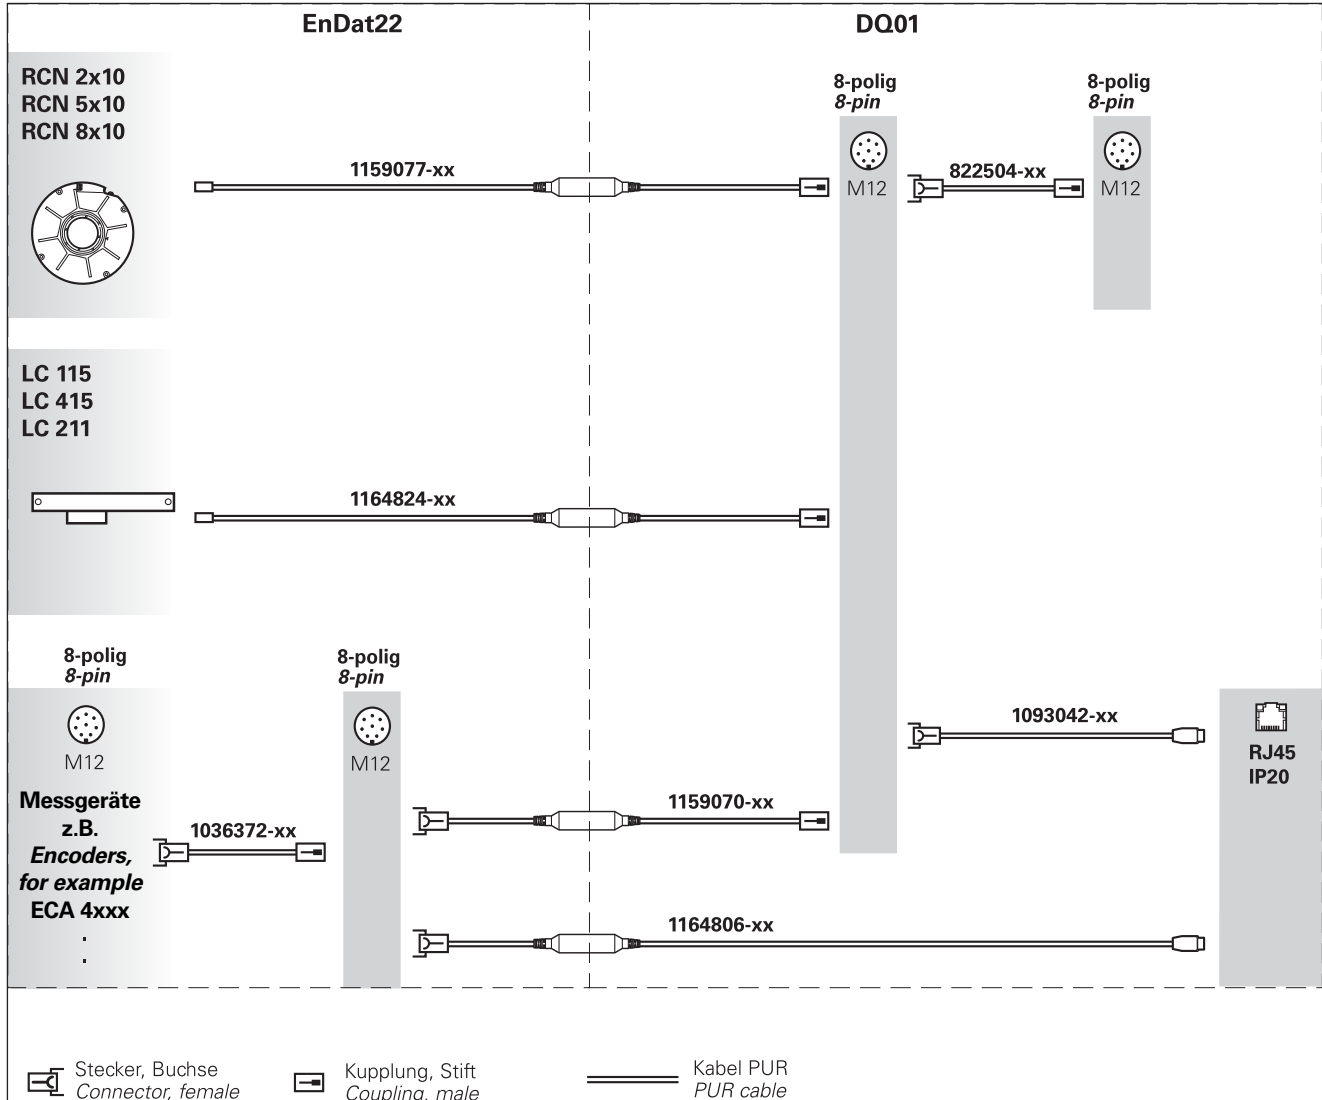 EnDat22
DQ01
RCN 2x10
RCN 5x10
RCN 8x10
8-polig
8-pin
M12
8-polig
8-pin
M12
1159077-xx
822504-xx
LC 115
LC 415
LC 211
1164824-xx
8-polig
8-pin
M12
8-polig
8-pin
M12
Messgeräte
z.B.
Encoders,
for example
ECA 4xxx
:
1036372-xx
1093042-xx
RJ45
IP20
1159070-xx
1164806-xx
Stecker, Buchse
Connector, female
Kupplung, Stift
Coupling, male
Kabel PUR
PUR cable